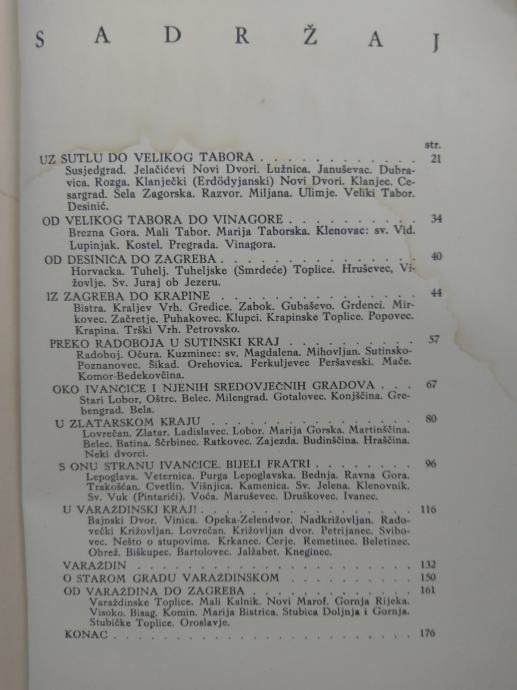 SADRŽAJ
str.
UZ SUTLU DO VELIKOG TABORA . . . . . . . . . . . . 21
Susjedgrad. Jelačićevi Novi Dvori. Lužnica. Januševac. Dubra-
vica. Rozga. Klanječki (Erdödyjanski) Novi Dvori. Klanjec. Ce-
sargrad. Sela Zagorska. Razvor. Miljana. Ulimje. Veliki Tabor.
Desinić.
OD VELIKOG TABORA DO VINAGORE . . . . . . . . . . 34
Brezna Gora. Mali Tabor. Marija Taborska. Klenovac: sv. Vid.
Lupinjak. Kostel. Pregrada. Vinagora.
OD DESINIĆA DO ZAGREBA . . . . . . . . . . . . . 40
Horvacka. Tuhelj. Tuheljske (Smrdeće) Toplice. Hruševec, Vi-
žovlje. Sv. Juraj ob Jezeru.
IZ ZAGREBA DO KRAPINE . . . . . . . . . . . . . . 44
Bistra. Kraljev Vrh. Gredice. Zabok. Gubaševo. Grdenci. Mir-
kovec. Začretje. Puhakovec. Klupci. Krapinske Toplice. Popovec.
Krapina. Trški Vrh. Petrovsko.
PREKO RADOBOJA U SUTINSKI KRAJ . . . . . . . . . 57
Radoboj. Očura. Kuzminec: sv. Magdalena. Mihovljan. Sutinsko-
Poznanovec. Šikad. Orehovica. Ferkuljevec Peršaveski. Mače.
Komor-Bedekovčina.
OKO IVANČICE I NJENIH SREDOVJEČNIH GRADOVA . . . 67
Stari Lobor, Oštrc. Belec. Milengrad. Gotalovec. Konjščina. Gre-
bengrad. Bela.
U ZLATARSKOM KRAJU . . . . . . . . . . . . . . . 80
Lovrečan. Zlatar. Ladislavec. Lobor. Marija Gorska. Martinščina.
Belec. Batina. Ščrbinec. Ratkovec. Zajezda. Budinščina. Hraščina.
Neki dvorci.
S ONU STRANU IVANČICE. BIJELI FRATRI . . . . . . . 96
Lepoglava. Veternica. Purga Lepoglavska. Bednja. Ravna Gora.
Trakošćan. Cvetlin. Višnjica. Kamenica. Sv. Jelena. Klenovnik.
Sv. Vuk (Pintarići). Voća. Maruševec. Druškovec. Ivanec.
U VARAŽDINSKI KRAJ! . . . . . . . . . . . . . . . 116
Bajnski Dvor. Vinica. Opeka-Zelendvor. Nadkrižovljan. Rado-
večki Križovljan. Lovrečan. Križovljan dvor. Petrijanec. Svibo-
vec. Nešto o stupovima. Krkanec. Čerje. Remetinec. Beletinec.
Obrež. Biškupec. Bartolovec. Jalžabet. Kneginec.
VARAŽDIN . . . . . . . . . . . . . . . . . . . . 132
O STAROM GRADU VARAŽDINSKOM . . . . . . . . . . 150
OD VARAŽDINA DO ZAGREBA . . . . . . . . . . . . 161
Varaždinske Toplice. Mali Kalnik. Novi Marof. Gornja Rijeka.
Visoko. Bisag. Komin. Marija Bistrica. Stubica Doljnja i Gornja.
Stubičke Toplice. Oroslavje.
KONAC . . . . . . . . . . . . . . . . . . . . . 176